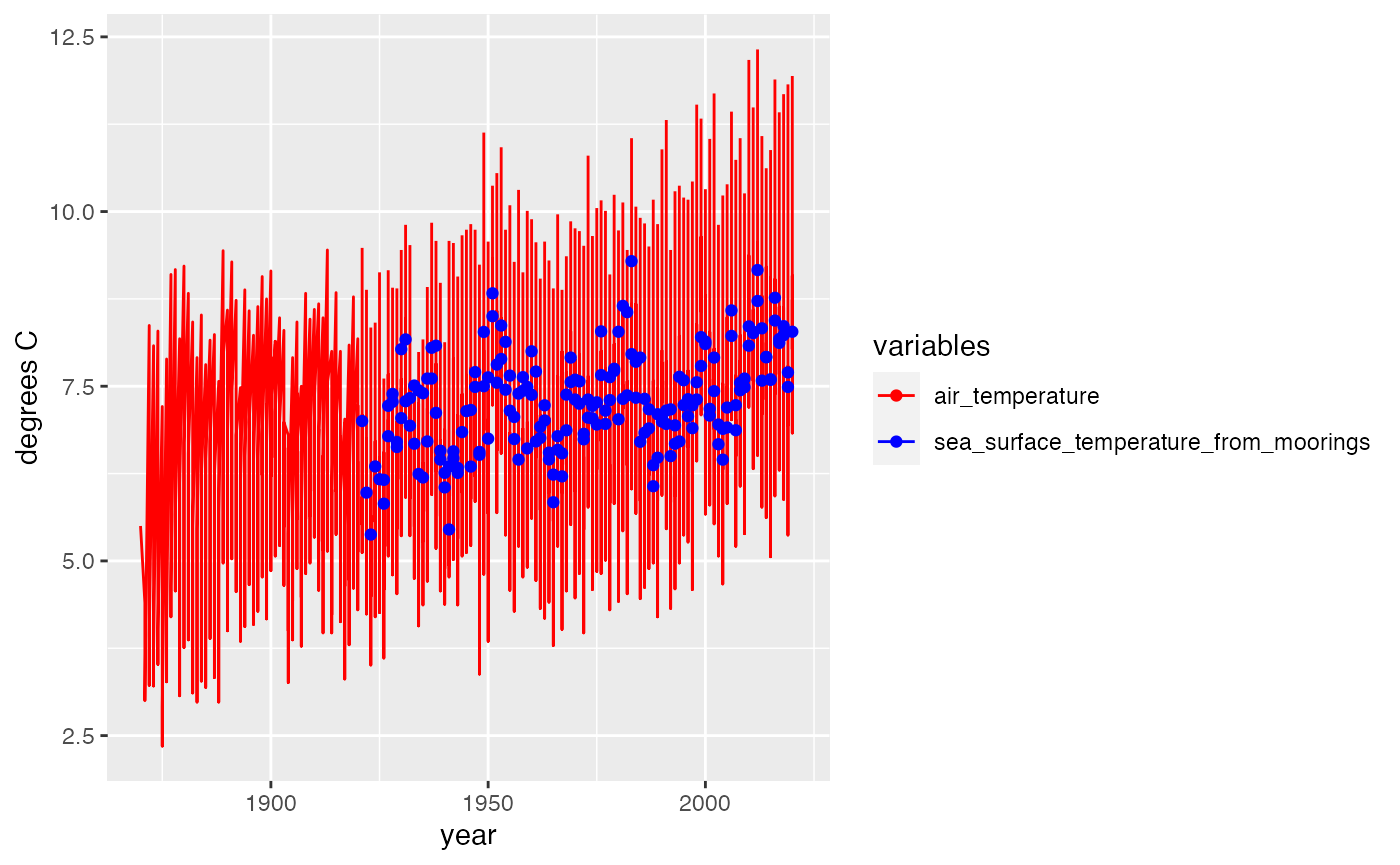 12.5
10.0
7.5
5.0
2.5
degrees C
1900
1950
2000
year
variables
air_temperature
sea_surface_temperature_from_moorings